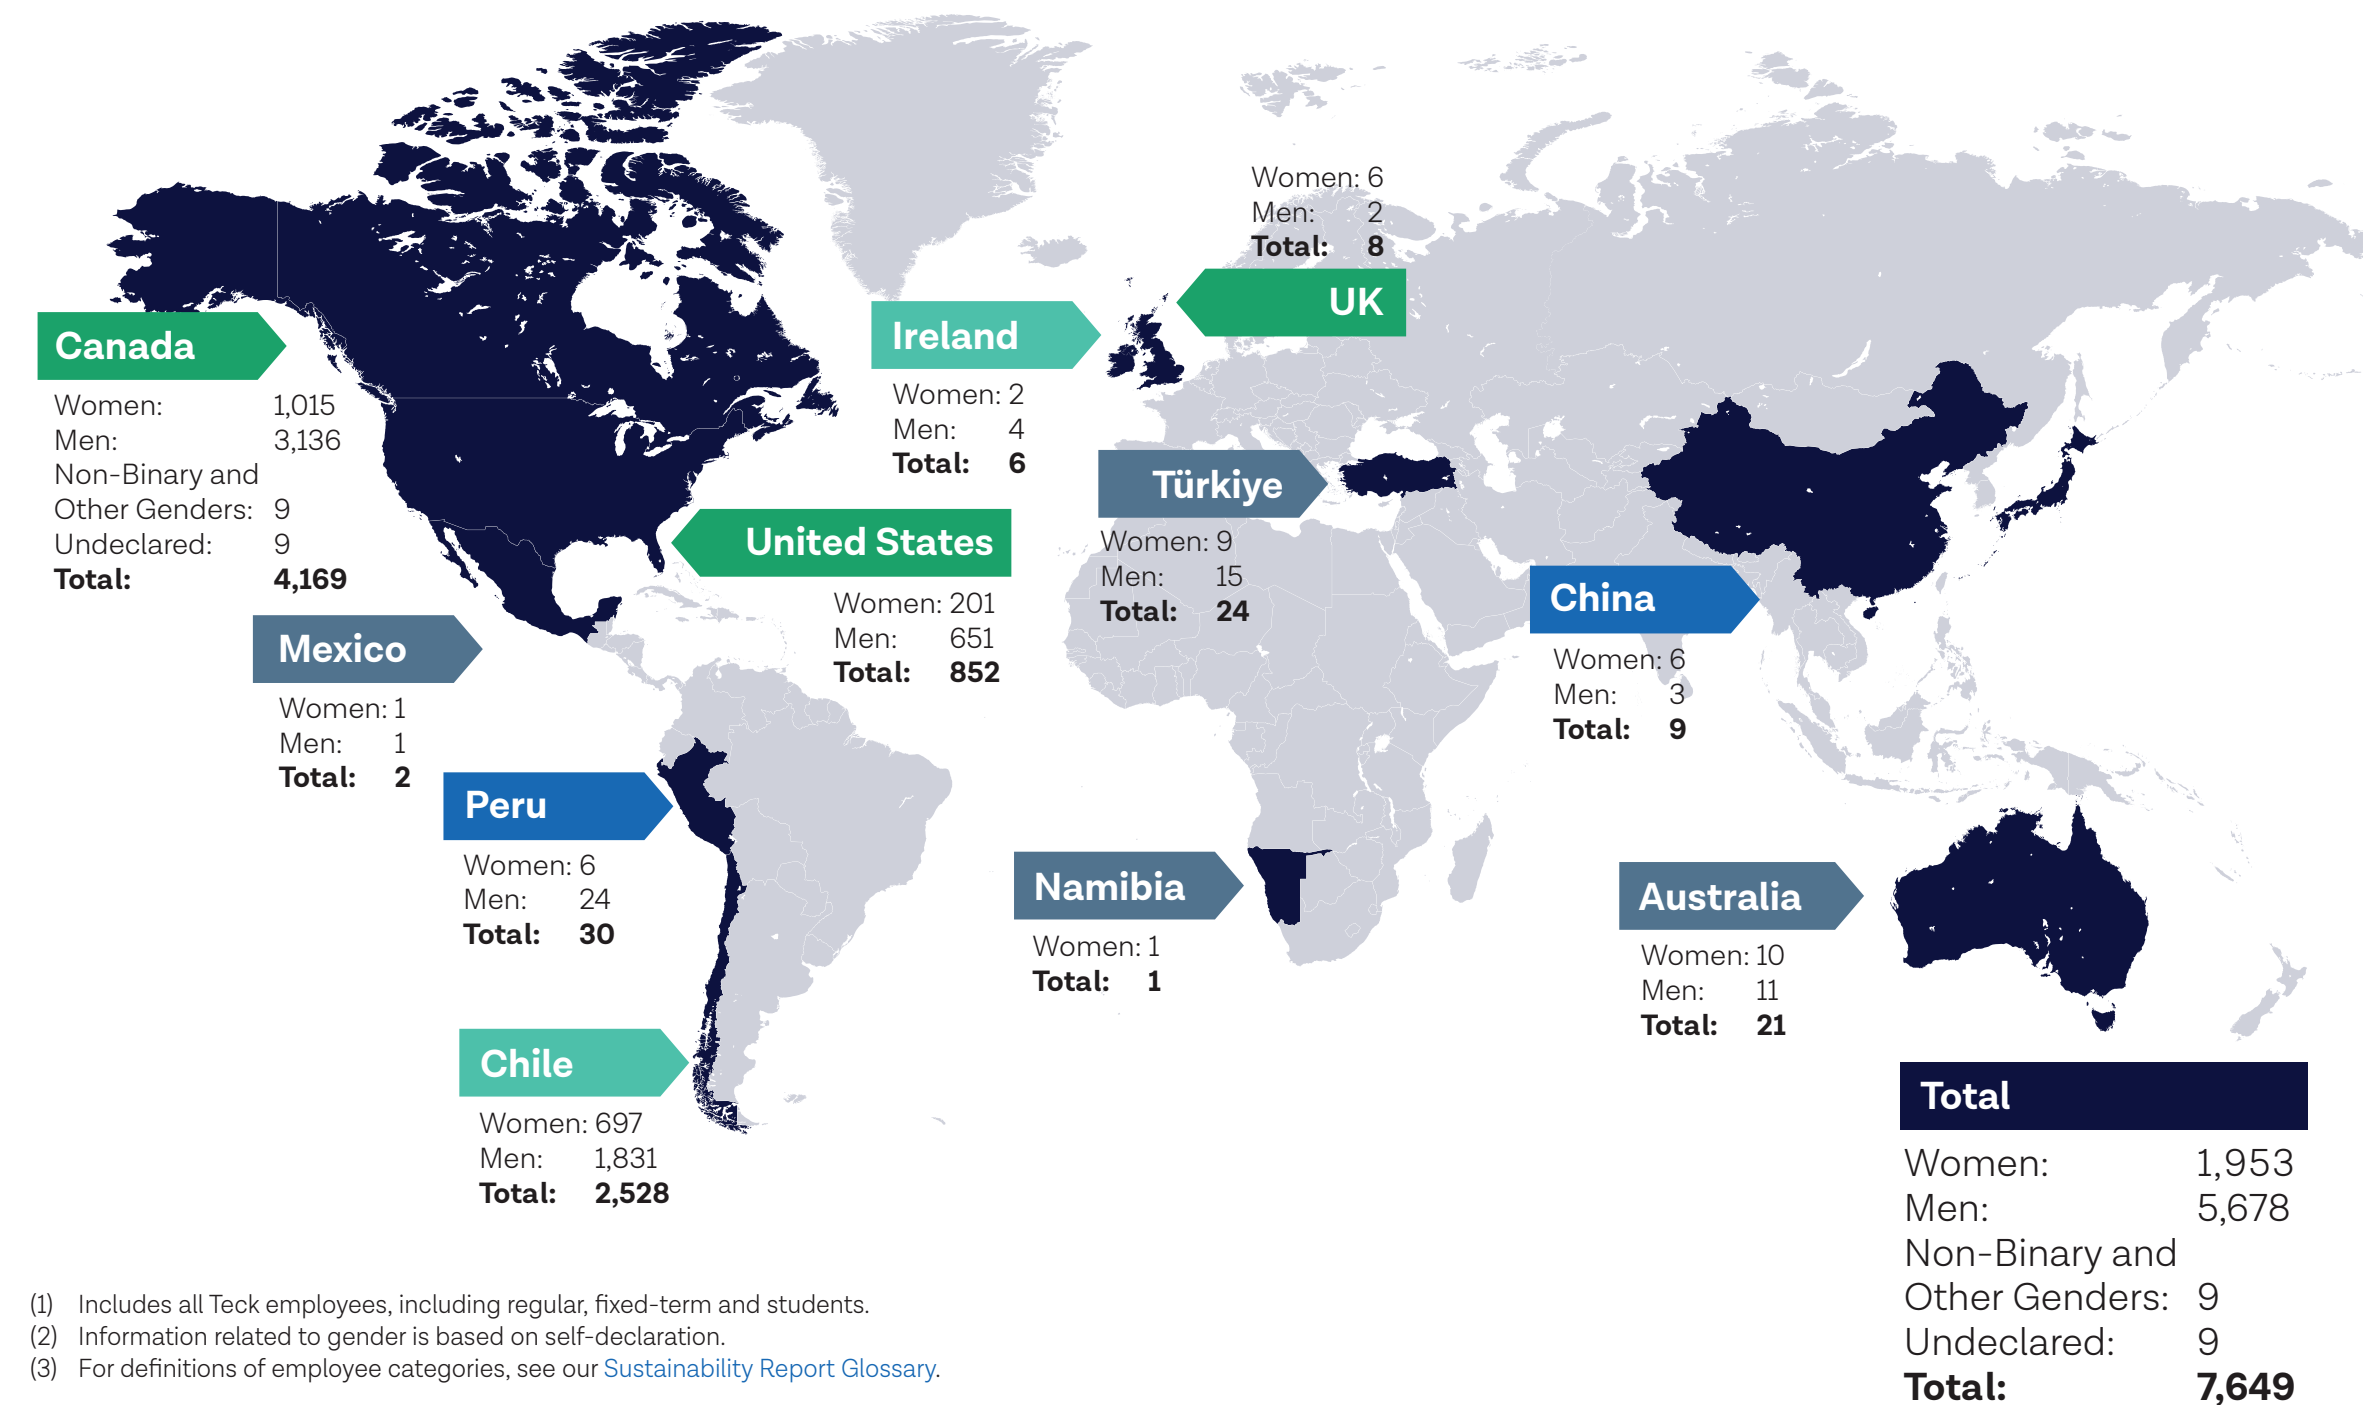 Women: 6
Men: 2
Total: 8
UK
Ireland
Women: 2
Men: 4
Total: 6
Canada
Women: 1,015
Men: 3,136
Non-Binary and
Other Genders: 9
Undeclared: 9
Total: 4,169
Türkiye
Women: 9
Men: 15
Total: 24
United States
Women: 201
Men: 651
Total: 852
China
Women: 6
Men: 3
Total: 9
Mexico
Women: 1
Men: 1
Total: 2
Peru
Women: 6
Men: 24
Total: 30
Namibia
Women: 1
Total: 1
Australia
Women: 10
Men: 11
Total: 21
Chile
Women: 697
Men: 1,831
Total: 2,528
Total
Women: 1,953
Men: 5,678
Non-Binary and
Other Genders: 9
Undeclared: 9
Total: 7,649
(1) Includes all Teck employees, including regular, fixed-term and students.
(2) Information related to gender is based on self-declaration.
(3) For definitions of employee categories, see our Sustainability Report Glossary.